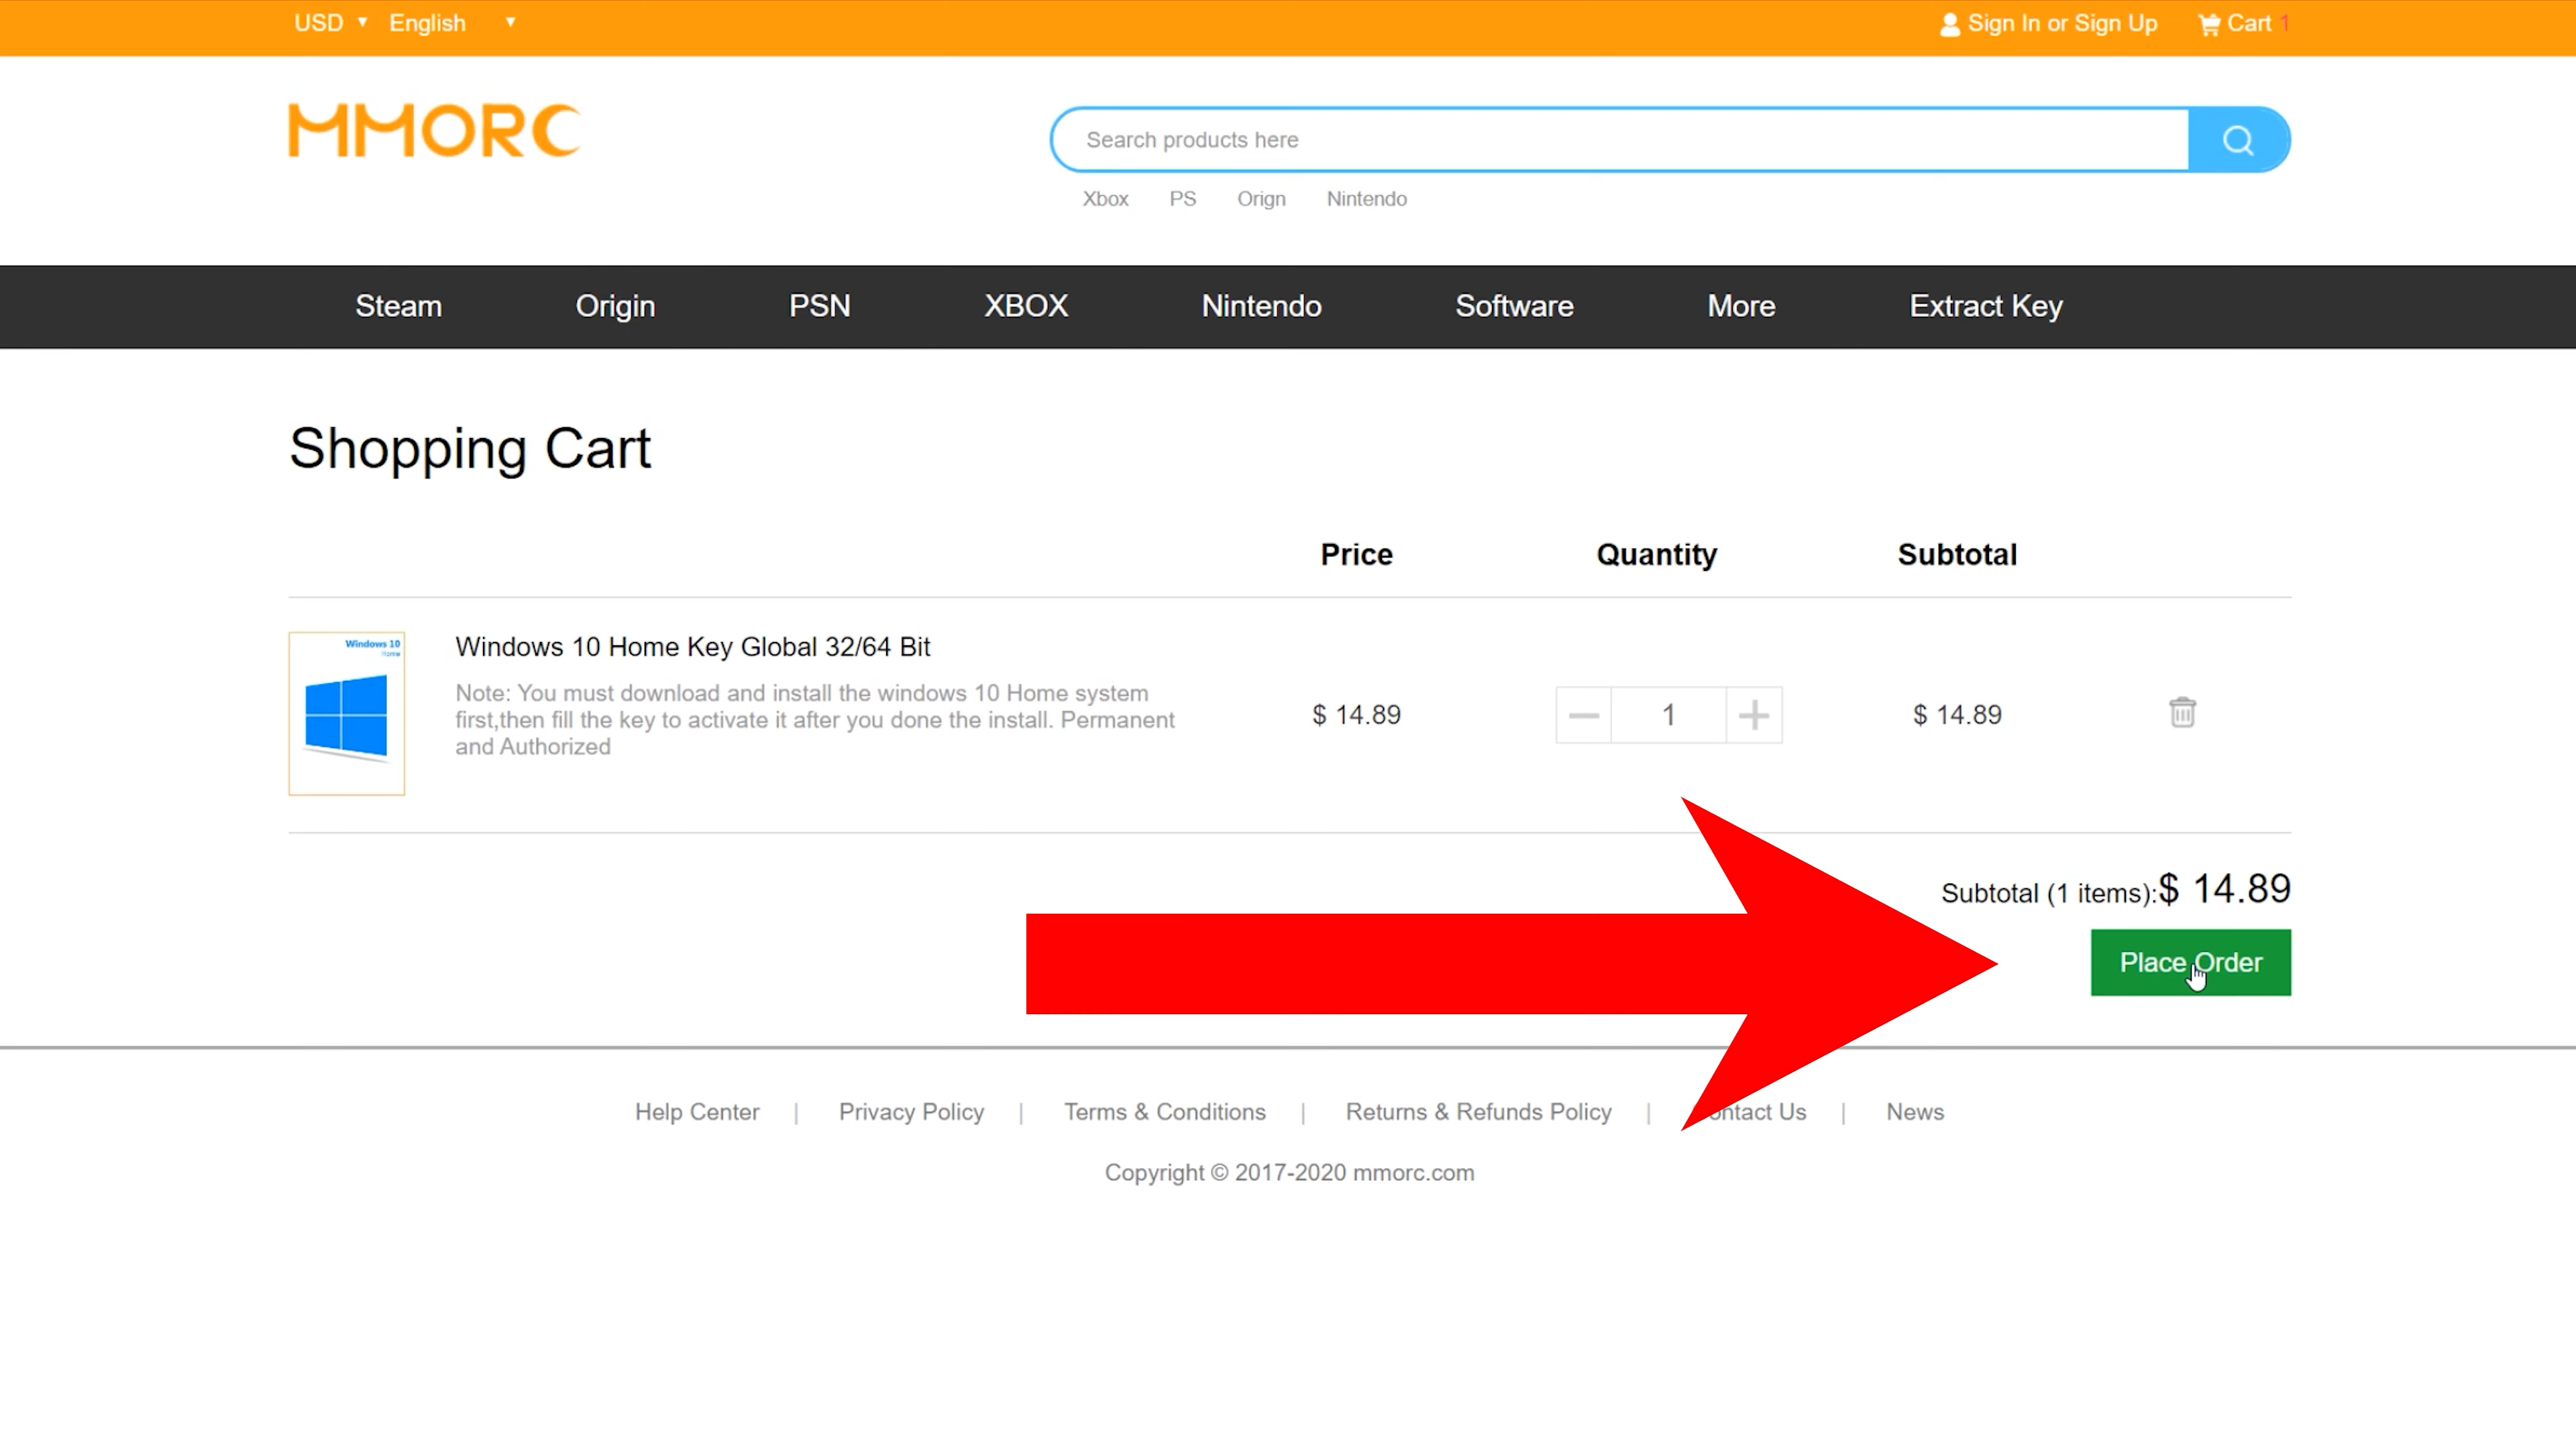 USD English Sign In or Sign Up Cart 1
MMORC
Search products here
Xbox PS Orign Nintendo
Steam Origin PSN XBOX Nintendo Software More Extract Key
Shopping Cart
Price Quantity Subtotal
Windows 10
Home
Windows 10 Home Key Global 32/64 Bit
Note: You must download and install the windows 10 Home system
first,then fill the key to activate it after you done the install. Permanent
and Authorized
$ 14.89 1 $ 14.89
Subtotal (1 items):$ 14.89
Place Order
Help Center | Privacy Policy | Terms & Conditions | Returns & Refunds Policy | ontact Us | News
Copyright © 2017-2020 mmorc.com